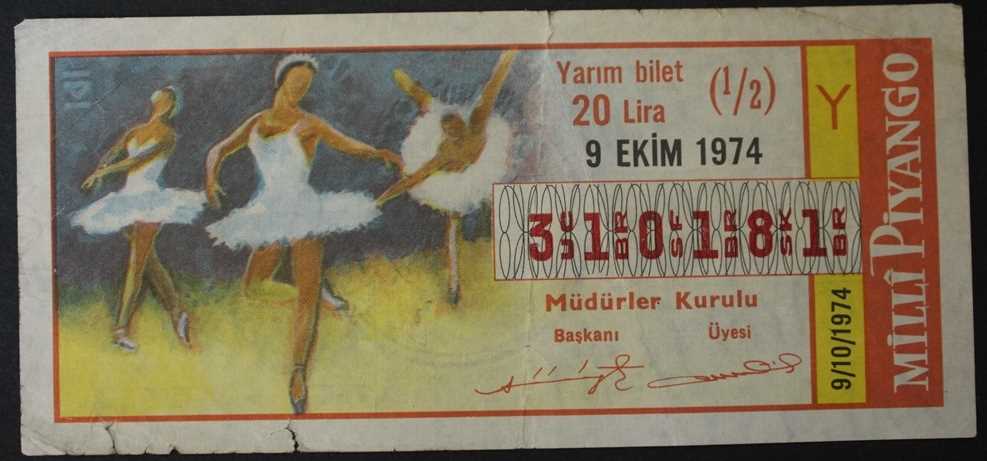 Yarım bilet
20 Lira
(1/2)
9 EKİM 1974
3 ÜÇ 1 BR 0 SF 1 BR 8 SK 1 BR
Müdürler Kurulu
Başkanı Üyesi
Y
9/10/1974
MİLLÎ PİYANGO